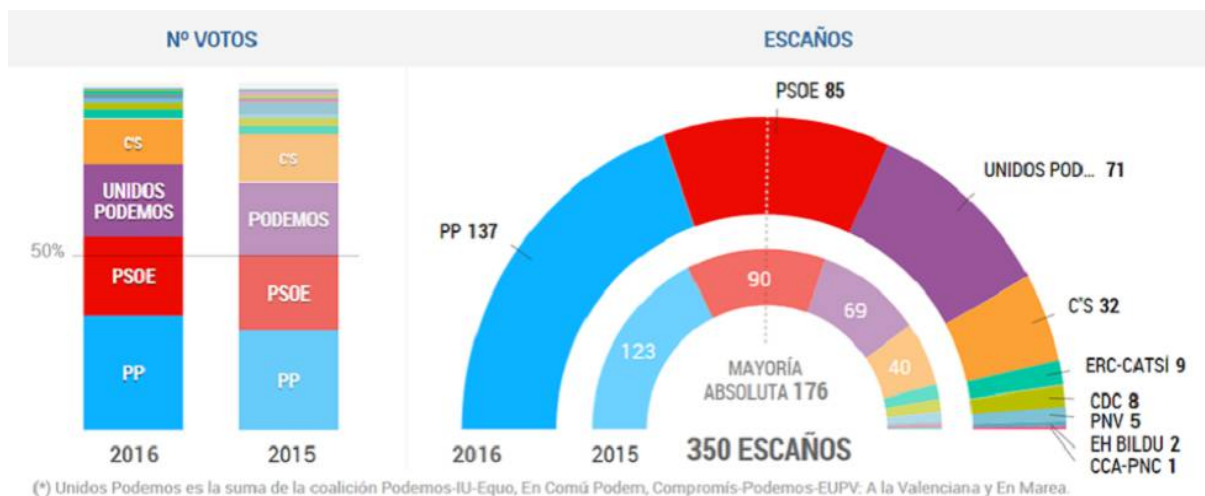 Nº VOTOS
ESCAÑOS
C'S
UNIDOS
PODEMOS
PSOE
PP
2016
C'S
PODEMOS
PSOE
PP
2015
50%
PP 137
PSOE 85
UNIDOS POD... 71
C'S 32
ERC-CATSÍ 9
CDC 8
PNV 5
EH BILDU 2
CCA-PNC 1
123
90
69
40
MAYORÍA
ABSOLUTA 176
2016
2015
350 ESCAÑOS
(*) Unidos Podemos es la suma de la coalición Podemos-IU-Equo, En Comú Podem, Compromís-Podemos-EUPV: A la Valenciana y En Marea.